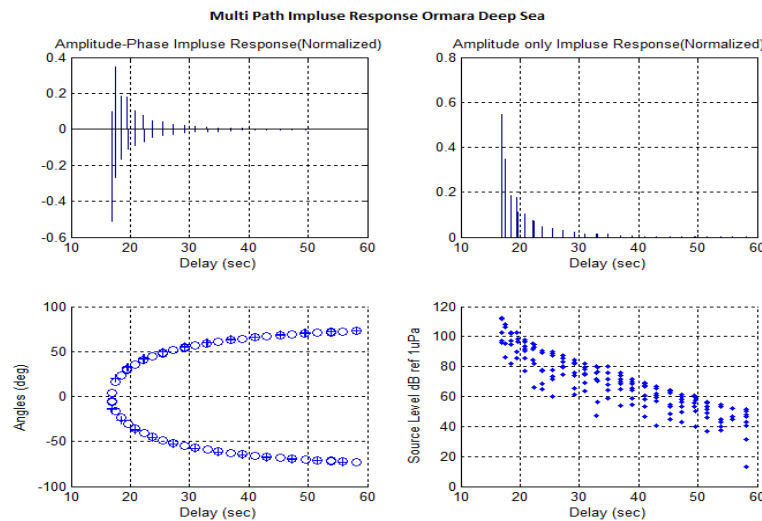 Multi Path Impluse Response Ormara Deep Sea
Amplitude-Phase Impluse Response(Normalized)
0.4
0.2
0
-0.2
-0.4
-0.6
10 20 30 40 50 60
Delay (sec)
Amplitude only Impluse Response(Normalized)
0.8
0.6
0.4
0.2
0
10 20 30 40 50 60
Delay (sec)
Angles (deg)
100
50
0
-50
-100
10 20 30 40 50 60
Delay (sec)
Source Level dB ref 1uPa
120
100
80
60
40
20
0
10 20 30 40 50 60
Delay (sec)